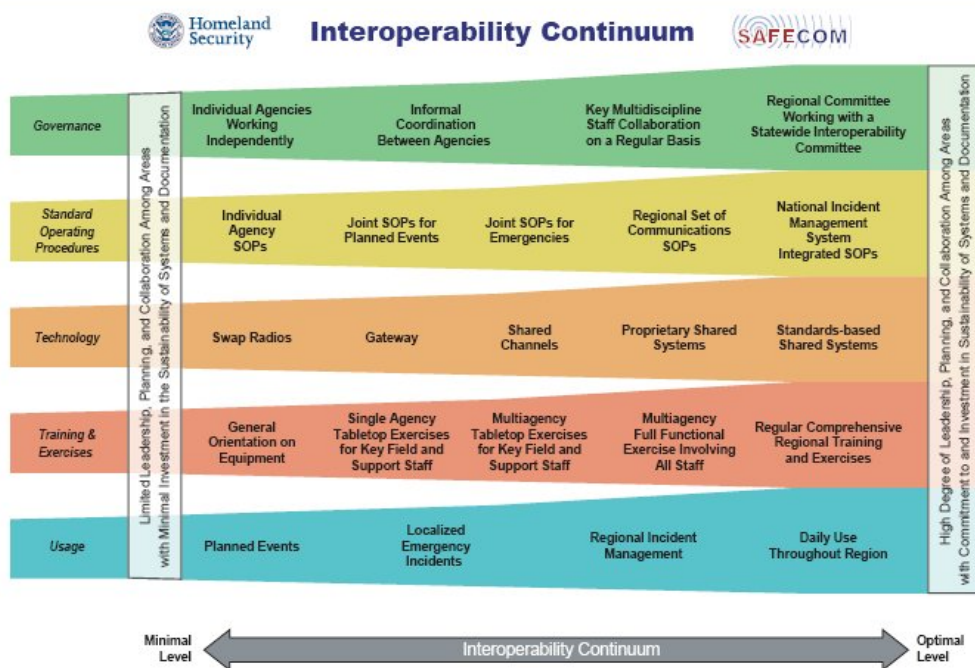 Homeland
Security
Interoperability Continuum
SAFECOM
Limited Leadership, Planning, and Collaboration Among Areas
with Minimal Investment in the Sustainability of Systems and Documentation
High Degree of Leadership, Planning, and Collaboration Among Areas
with Commitment to and Investment in Sustainability of Systems and Documentation
Governance
Individual Agencies
Working
Independently
Informal
Coordination
Between Agencies
Key Multidiscipline
Staff Collaboration
on a Regular Basis
Regional Committee
Working with a
Statewide Interoperability
Committee
Standard
Operating
Procedures
Individual
Agency
SOPs
Joint SOPs for
Planned Events
Joint SOPs for
Emergencies
Regional Set of
Communications
SOPs
National Incident
Management
System
Integrated SOPs
Technology
Swap Radios
Gateway
Shared
Channels
Proprietary Shared
Systems
Standards-based
Shared Systems
Training &
Exercises
General
Orientation on
Equipment
Single Agency
Tabletop Exercises
for Key Field and
Support Staff
Multiagency
Tabletop Exercises
for Key Field and
Support Staff
Multiagency
Full Functional
Exercise Involving
All Staff
Regular Comprehensive
Regional Training
and Exercises
Usage
Planned Events
Localized
Emergency
Incidents
Regional Incident
Management
Daily Use
Throughout Region
Minimal
Level
Interoperability Continuum
Optimal
Level